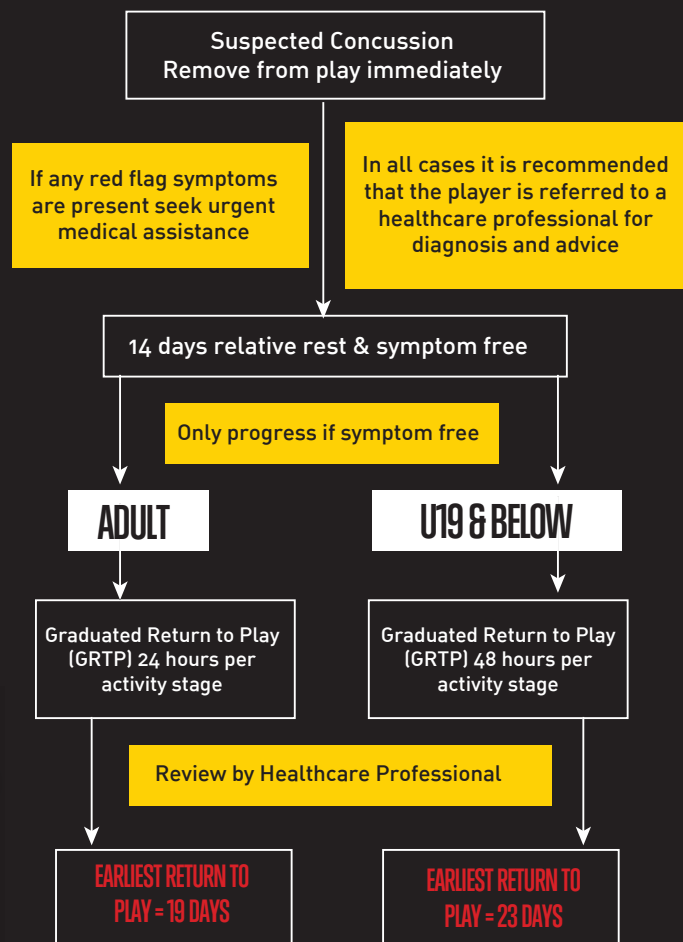 Suspected Concussion
Remove from play immediately
If any red flag symptoms
are present seek urgent
medical assistance
In all cases it is recommended
that the player is referred to a
healthcare professional for
diagnosis and advice
14 days relative rest & symptom free
Only progress if symptom free
ADULT
U19 & BELOW
Graduated Return to Play
(GRTP) 24 hours per
activity stage
Graduated Return to Play
(GRTP) 48 hours per
activity stage
Review by Healthcare Professional
EARLIEST RETURN TO
PLAY = 19 DAYS
EARLIEST RETURN TO
PLAY = 23 DAYS